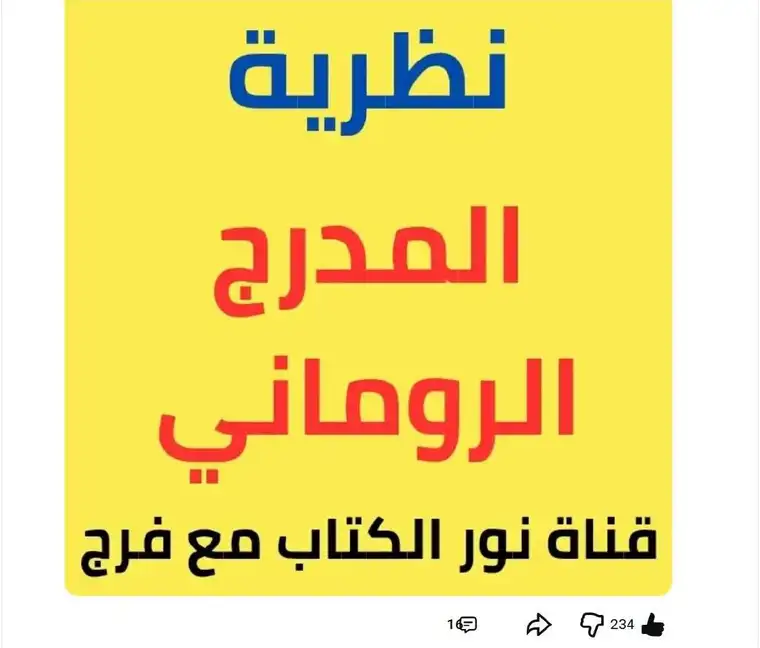 نظرية
المدرج
الروماني
قناة نور الكتاب مع فرج
234
16